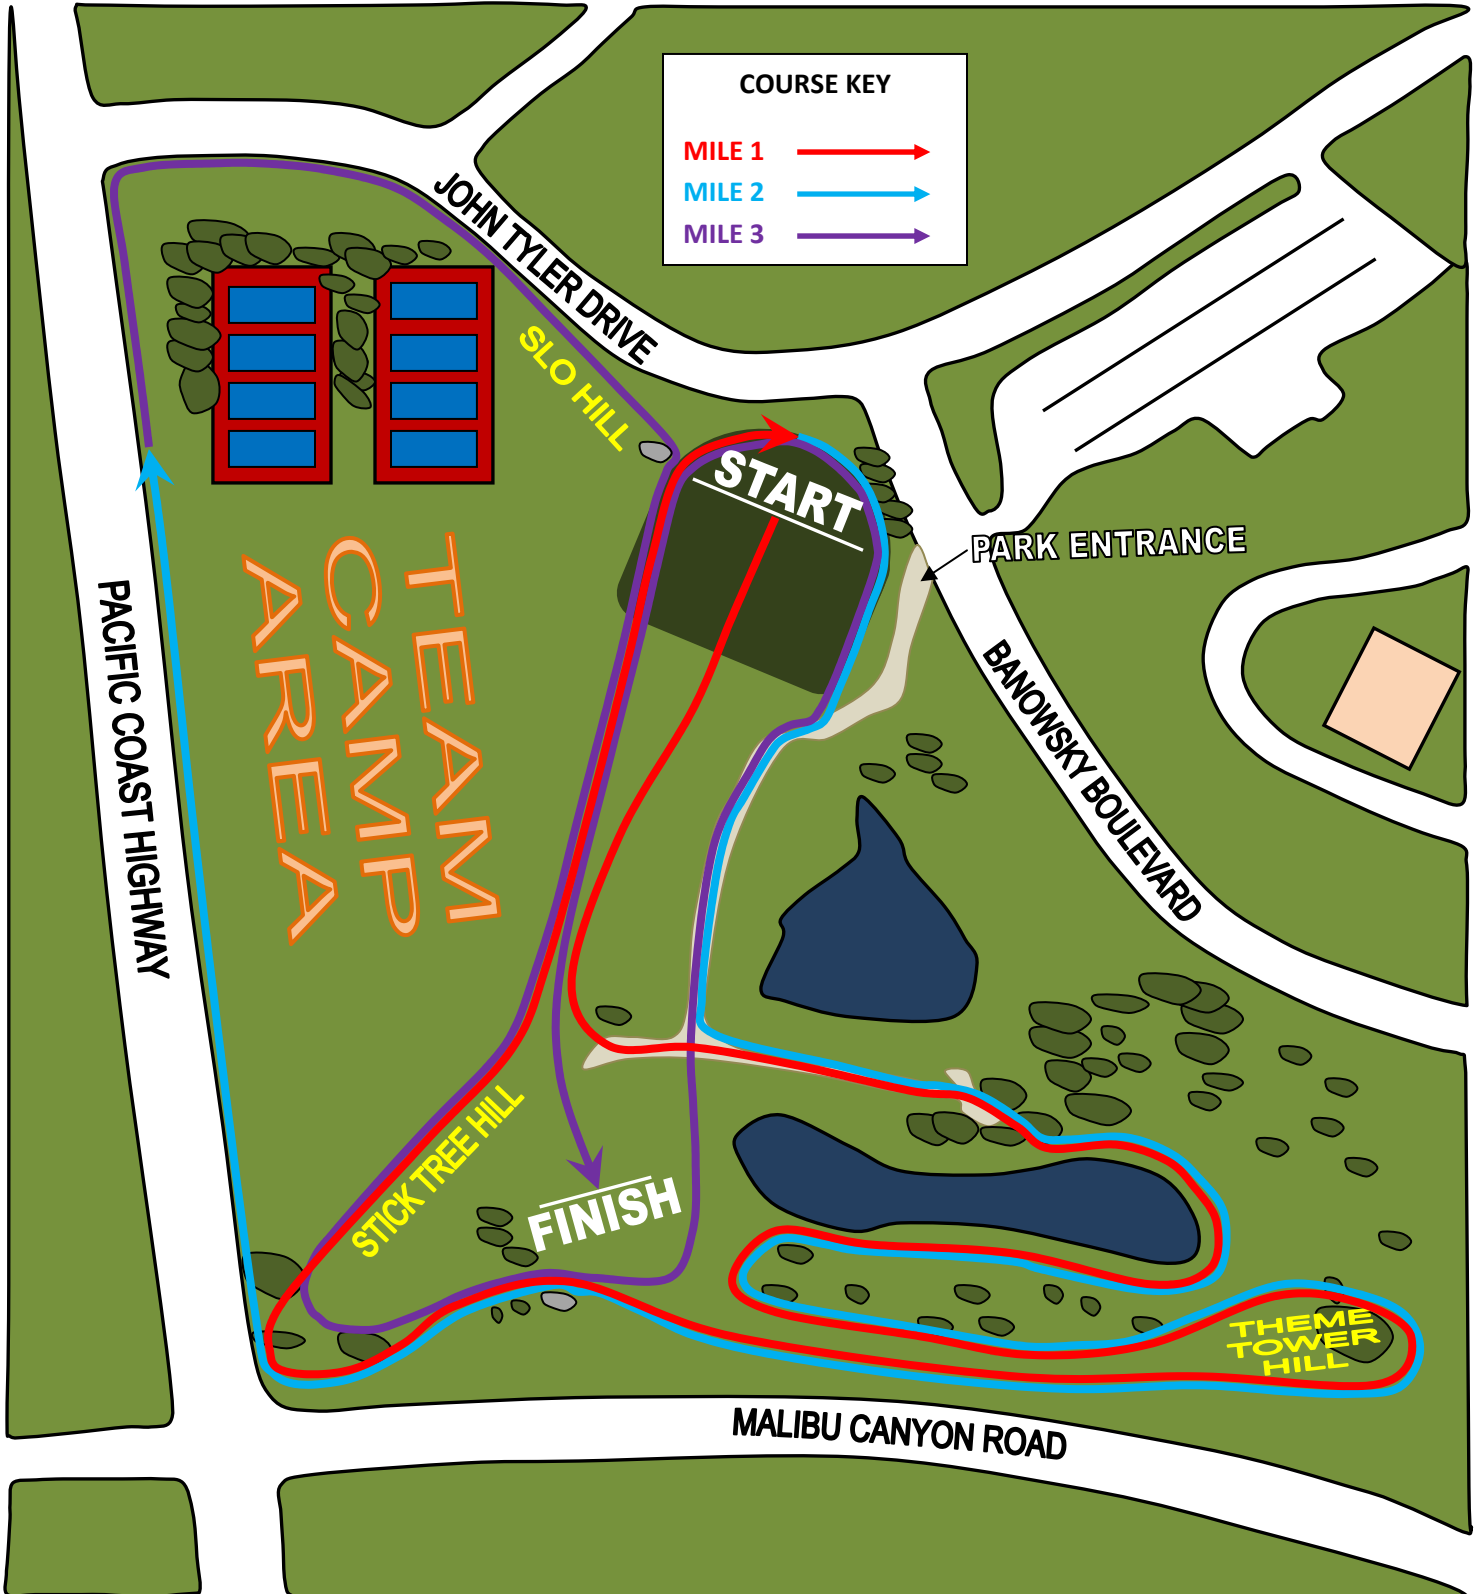 COURSE KEY
MILE 1
MILE 2
MILE 3
JOHN TYLER DRIVE
SLO HILL
START
PARK ENTRANCE
TEAM
CAMP
AREA
PACIFIC COAST HIGHWAY
BANOWSKY BOULEVARD
STICK TREE HILL
FINISH
THEME
TOWER
HILL
MALIBU CANYON ROAD